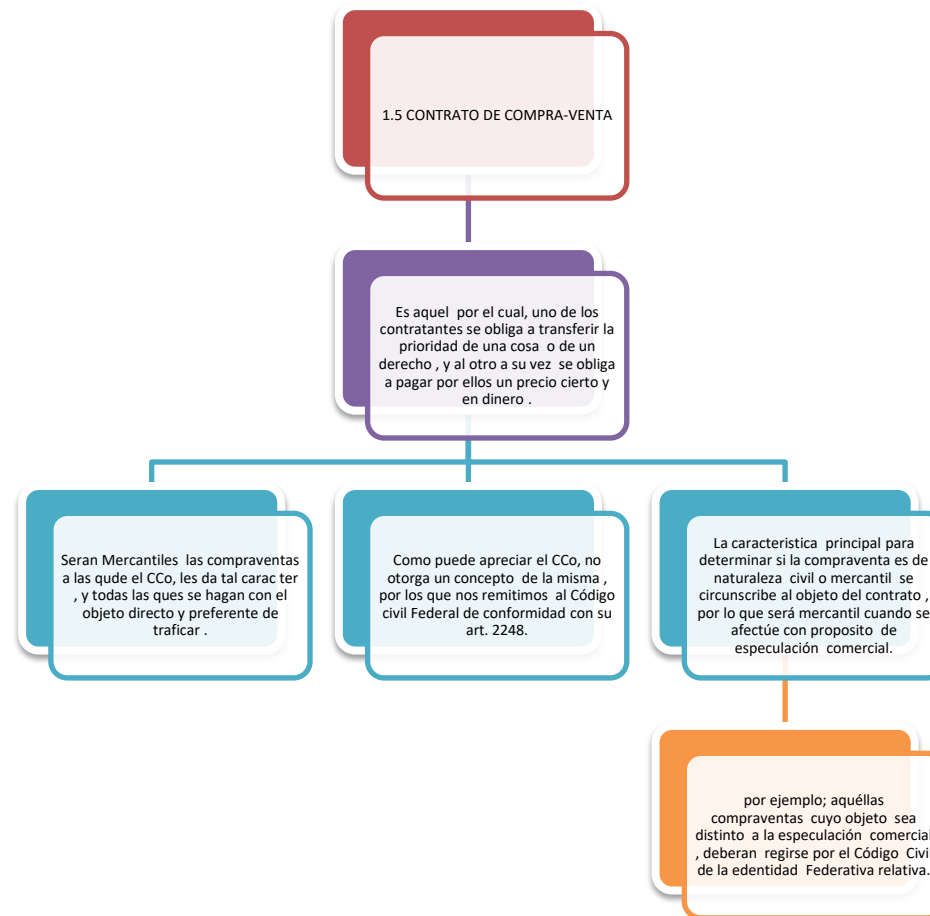 1.5 CONTRATO DE COMPRA-VENTA
Es aquel por el cual, uno de los
contratantes se obliga a transferir la
prioridad de una cosa o de un
derecho , y al otro a su vez se obliga
a pagar por ellos un precio cierto y
en dinero .
Seran Mercantiles las compraventas
a las qude el CCo, les da tal carac ter
, y todas las ques se hagan con el
objeto directo y preferente de
traficar .
Como puede apreciar el CCo, no
otorga un concepto de la misma ,
por los que nos remitimos al Código
civil Federal de conformidad con su
art. 2248.
La caracteristica principal para
determinar si la compraventa es de
naturaleza civil o mercantil se
circunscribe al objeto del contrato ,
por lo que será mercantil cuando se
afectúe con proposito de
especulación comercial.
por ejemplo; aquéllas
compraventas cuyo objeto sea
distinto a la especulación comercial
, deberan regirse por el Código Civil
de la edentidad Federativa relativa.